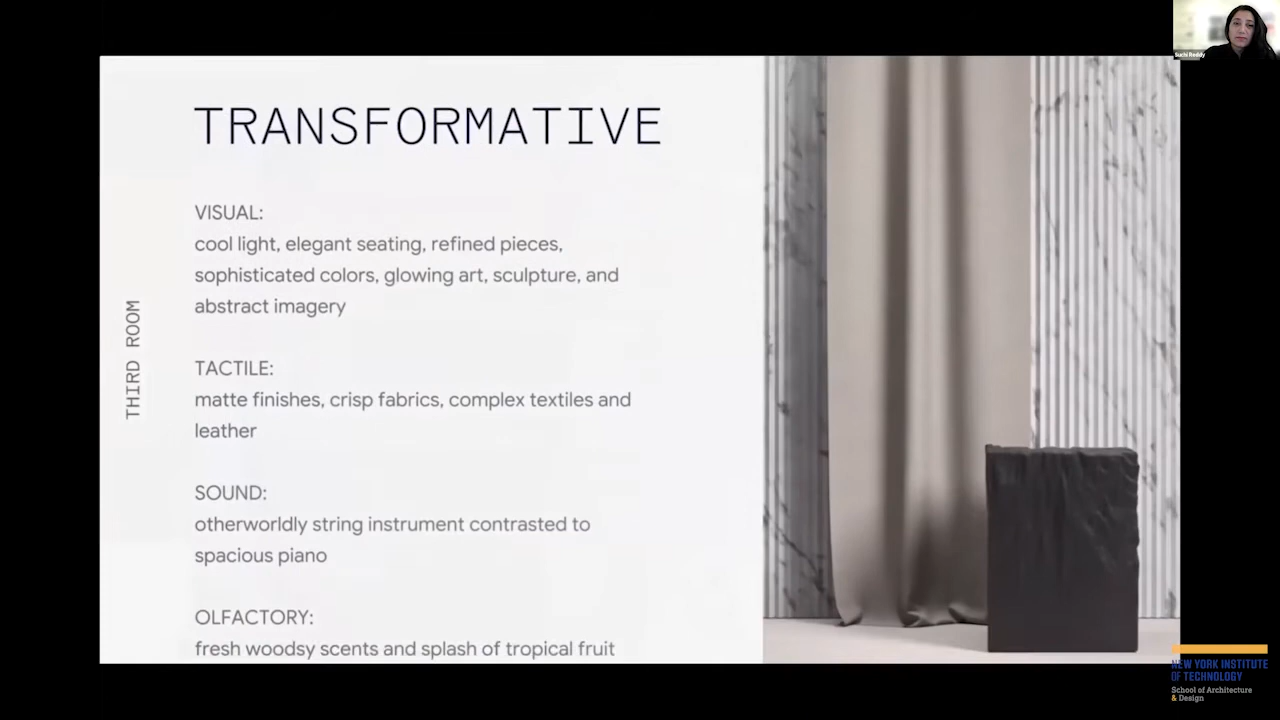 Suchi Reddy
TRANSFORMATIVE
THIRD ROOM
VISUAL:
cool light, elegant seating, refined pieces,
sophisticated colors, glowing art, sculpture, and
abstract imagery
TACTILE:
matte finishes, crisp fabrics, complex textiles and
leather
SOUND:
otherworldly string instrument contrasted to
spacious piano
OLFACTORY:
fresh woodsy scents and splash of tropical fruit
NEW YORK INSTITUTE
OF TECHNOLOGY
School of Architecture
& Design